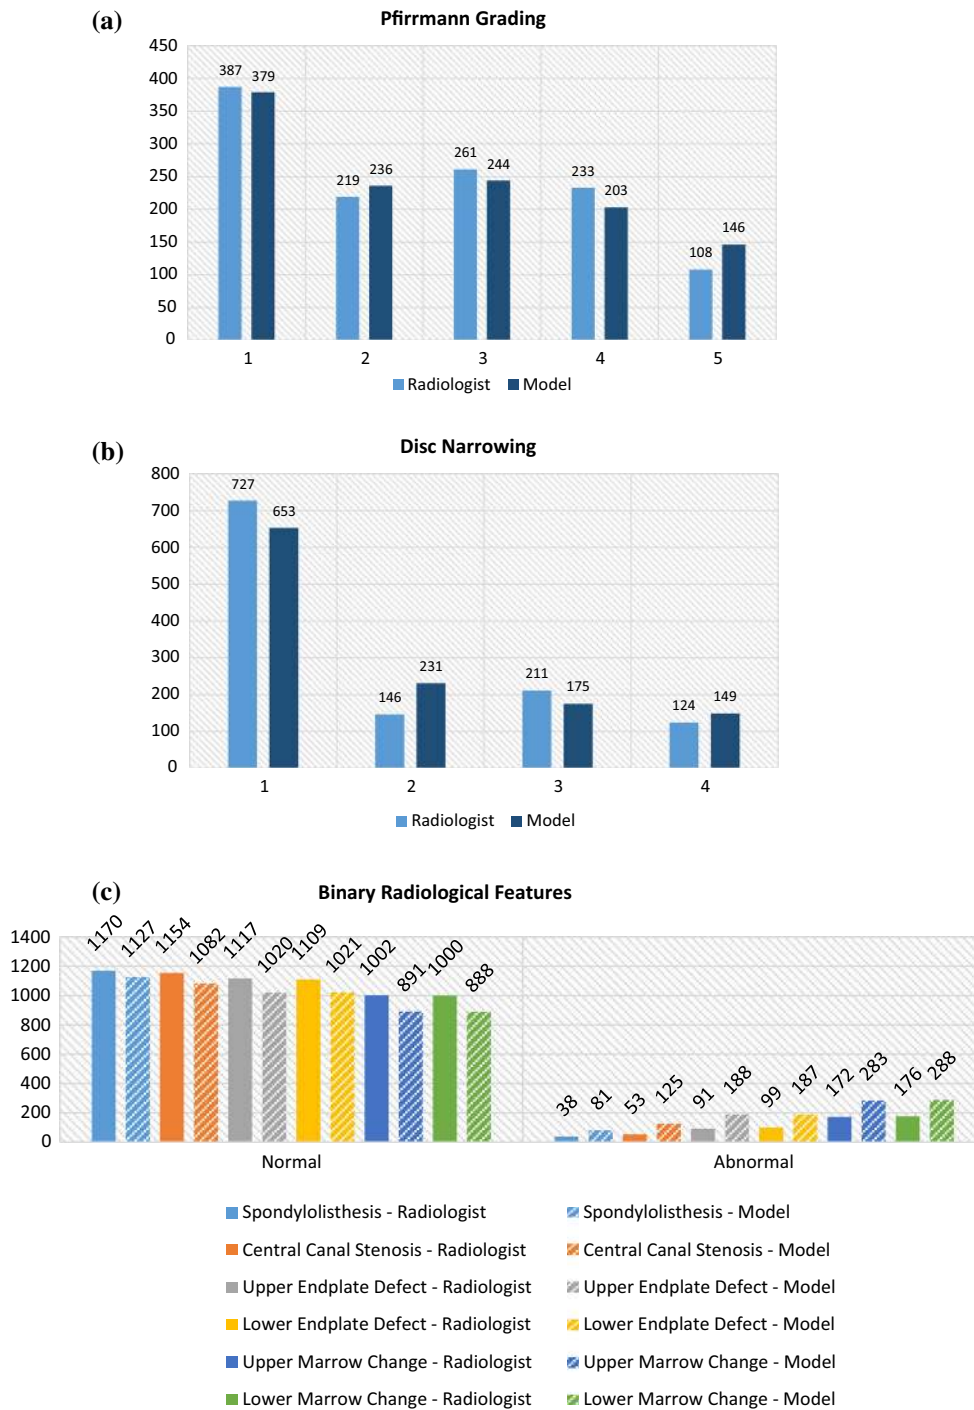 (a)
Pfirrmann Grading
450
400
350
300
250
200
150
100
50
0
387 379
219 236
261 244
233 203
108 146
1 2 3 4 5
Radiologist Model
(b)
Disc Narrowing
800
700
600
500
400
300
200
100
0
727 653
146 231
211 175
124 149
1 2 3 4
Radiologist Model
(c)
Binary Radiological Features
1400
1200
1000
800
600
400
200
0
1170 1127 1154 1082 1117 1020 1109 1021 1002 891 1000 888
38 81 53 125 91 188 99 187 172 283 176 288
Normal Abnormal
Spondylolisthesis - Radiologist Spondylolisthesis - Model
Central Canal Stenosis - Radiologist Central Canal Stenosis - Model
Upper Endplate Defect - Radiologist Upper Endplate Defect - Model
Lower Endplate Defect - Radiologist Lower Endplate Defect - Model
Upper Marrow Change - Radiologist Upper Marrow Change - Model
Lower Marrow Change - Radiologist Lower Marrow Change - Model